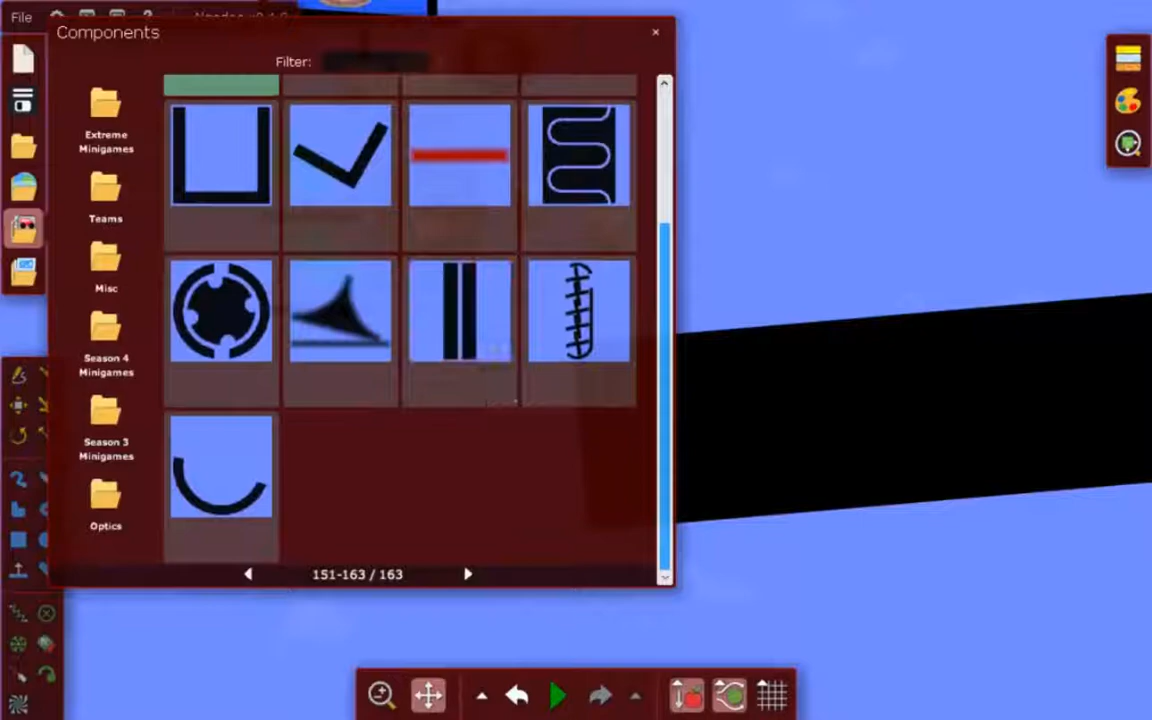 File
Components
Filter:
Extreme
Minigames
Teams
Misc
Season 4
Minigames
Season 3
Minigames
Optics
151-163 / 163